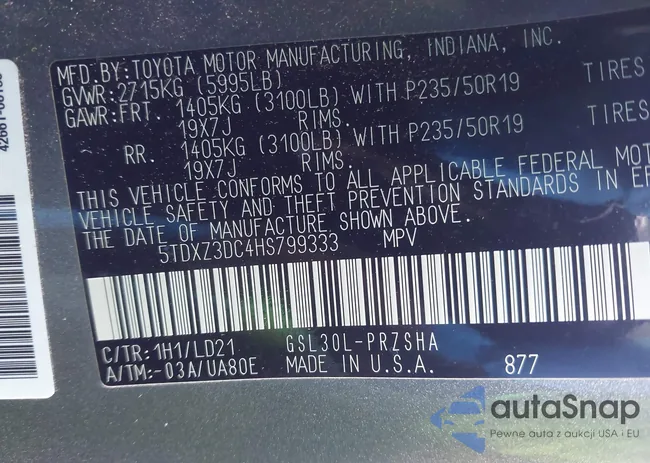 MFD.BY: TOYOTA MOTOR MANUFACTURING, INDIANA, INC.
GVWR: 2715KG (5995LB)
GAWR: FRT. 1405KG (3100LB) WITH P235/50R19 TIRES
19X7J RIMS.
RR. 1405KG (3100LB) WITH P235/50R19 TIRES
19X7J RIMS.
THIS VEHICLE CONFORMS TO ALL APPLICABLE FEDERAL MOT
VEHICLE SAFETY AND THEFT PREVENTION STANDARDS IN EF
THE DATE OF MANUFACTURE SHOWN ABOVE.
5TDXZ3DC4HS799333 MPV
C/TR: 1H1/LD21 GSL30L-PRZSHA
A/TM:-03A/UA80E MADE IN U.S.A. 877
autaSnap
Pewne auta z aukcji USA i EU